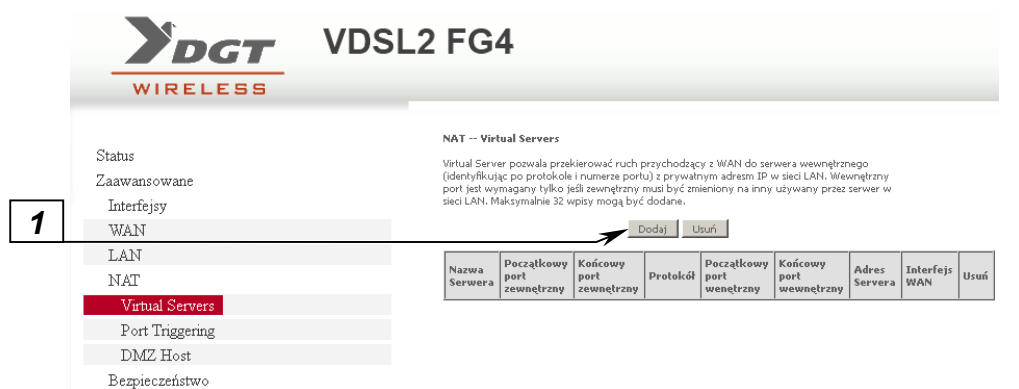 DGT
WIRELESS
VDSL2 FG4
Status
Zaawansowane
Interfejsy
WAN
LAN
NAT
Virtual Servers
Port Triggering
DMZ Host
Bezpieczeństwo
1
NAT -- Virtual Servers
Virtual Server pozwala przekierować ruch przychodzący z WAN do serwera wewnętrznego
(identyfikując po protokole i numerze portu) z prywatnym adresm IP w sieci LAN. Wewnętrzny
port jest wymagany tylko jeśli zewnętrzny musi być zmieniony na inny używany przez serwer w
sieci LAN. Maksymalnie 32 wpisy mogą być dodane.
Dodaj Usuń
Nazwa Serwera
Początkowy port zewnętrzny
Końcowy port zewnętrzny
Protokół
Początkowy port wenętrzny
Końcowy port wewnętrzny
Adres Servera
Interfejs WAN
Usuń